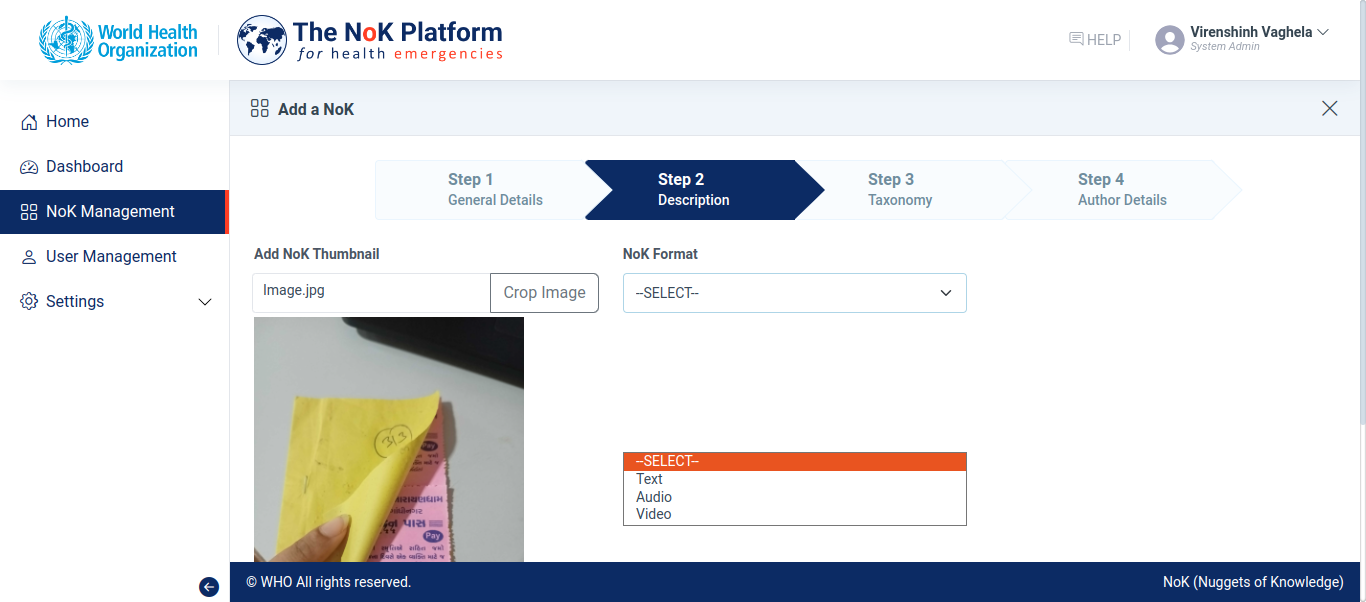 World Health
Organization
The NoK Platform
for health emergencies
HELP
Virenshinh Vaghela
System Admin
Home
Dashboard
NoK Management
User Management
Settings
Add a NoK
Step 1
General Details
Step 2
Description
Step 3
Taxonomy
Step 4
Author Details
Add NoK Thumbnail
Image.jpg
Crop Image
NoK Format
--SELECT--
--SELECT--
Text
Audio
Video
313
Pay
પાસ
Pay
© WHO All rights reserved.
NoK (Nuggets of Knowledge)